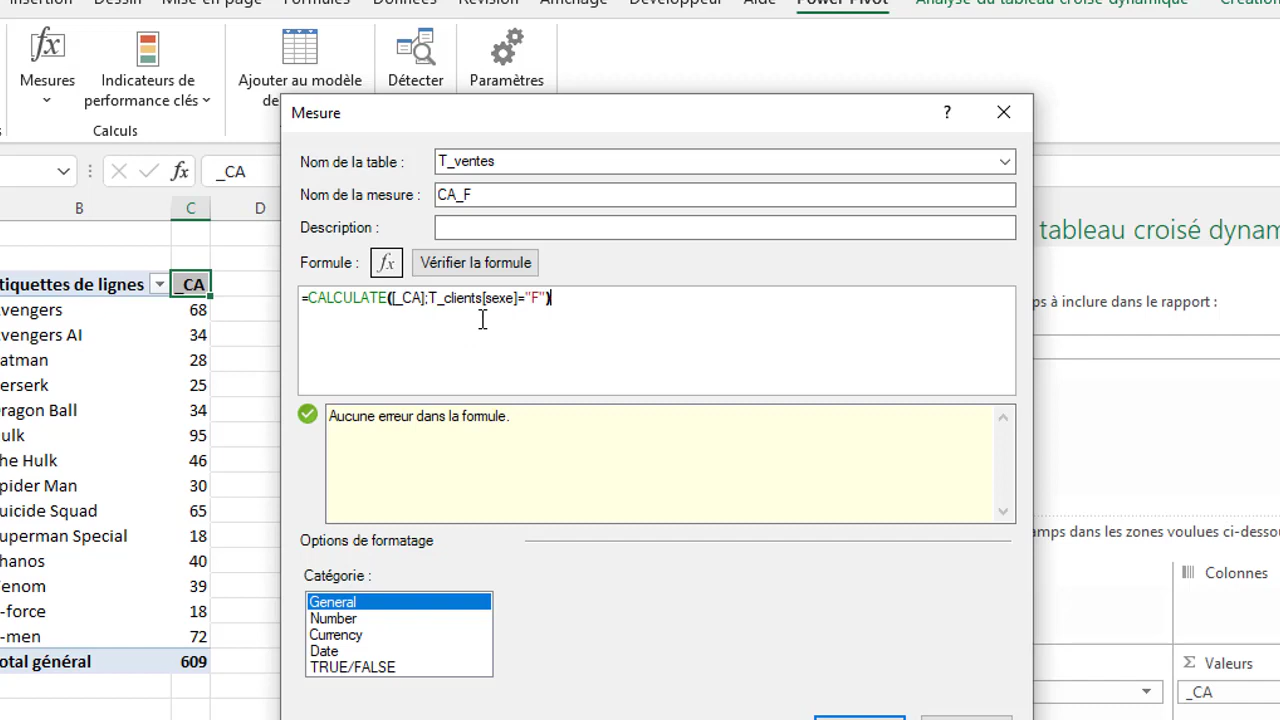 Insertion Dessin Mise en page Formules Données Révision Affichage Développeur Aide Power Pivot Analyse du tableau croisé dynamique
fx
Mesures
Indicateurs de
performance clés
Ajouter au modèle
de
Détecter
Paramètres
Calculs
fx _CA
B C D
tiquettes de lignes _CA
vengers 68
vengers AI 34
atman 28
erserk 25
ragon Ball 34
ulk 95
he Hulk 46
pider Man 30
uicide Squad 65
uperman Special 18
hanos 40
enom 39
-force 18
-men 72
otal général 609
Mesure ?
Nom de la table : T_ventes
Nom de la mesure : CA_F
Description :
Formule : fx Vérifier la formule
=CALCULATE([_CA];T_clients[sexe]="F")
Aucune erreur dans la formule.
Options de formatage
Catégorie :
General
Number
Currency
Date
TRUE/FALSE
tableau croisé dynam
ps à inclure dans le rapport :
amps dans les zones voulues ci-desso
Colonnes
Σ Valeurs
_CA